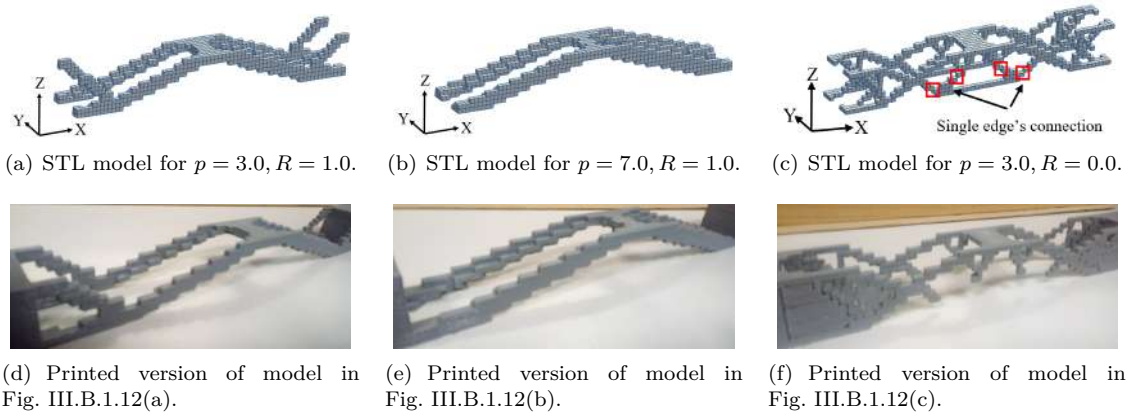 Z
Y
X
Z
Y
X
Z
Y
X
Single edge's connection
(a) STL model for p = 3.0, R = 1.0.
(b) STL model for p = 7.0, R = 1.0.
(c) STL model for p = 3.0, R = 0.0.
(d) Printed version of model in
Fig. III.B.1.12(a).
(e) Printed version of model in
Fig. III.B.1.12(b).
(f) Printed version of model in
Fig. III.B.1.12(c).